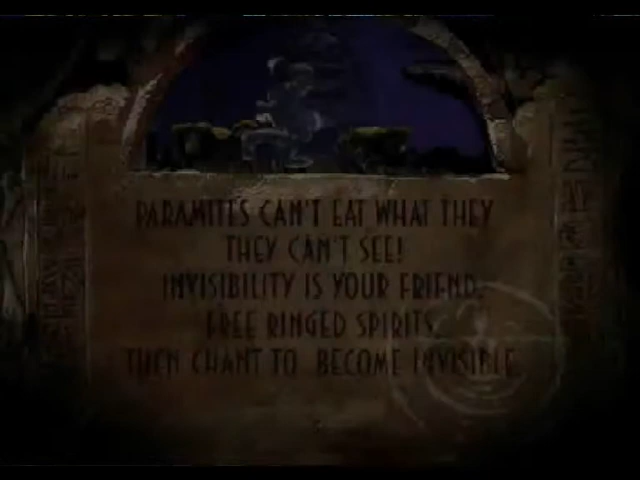 PARAMITES CAN'T EAT WHAT THEY
THEY CAN'T SEE!
INVISIBILITY IS YOUR FRIEND.
FREE RINGED SPIRITS,
THEN CHANT TO BECOME INVISIBLE.